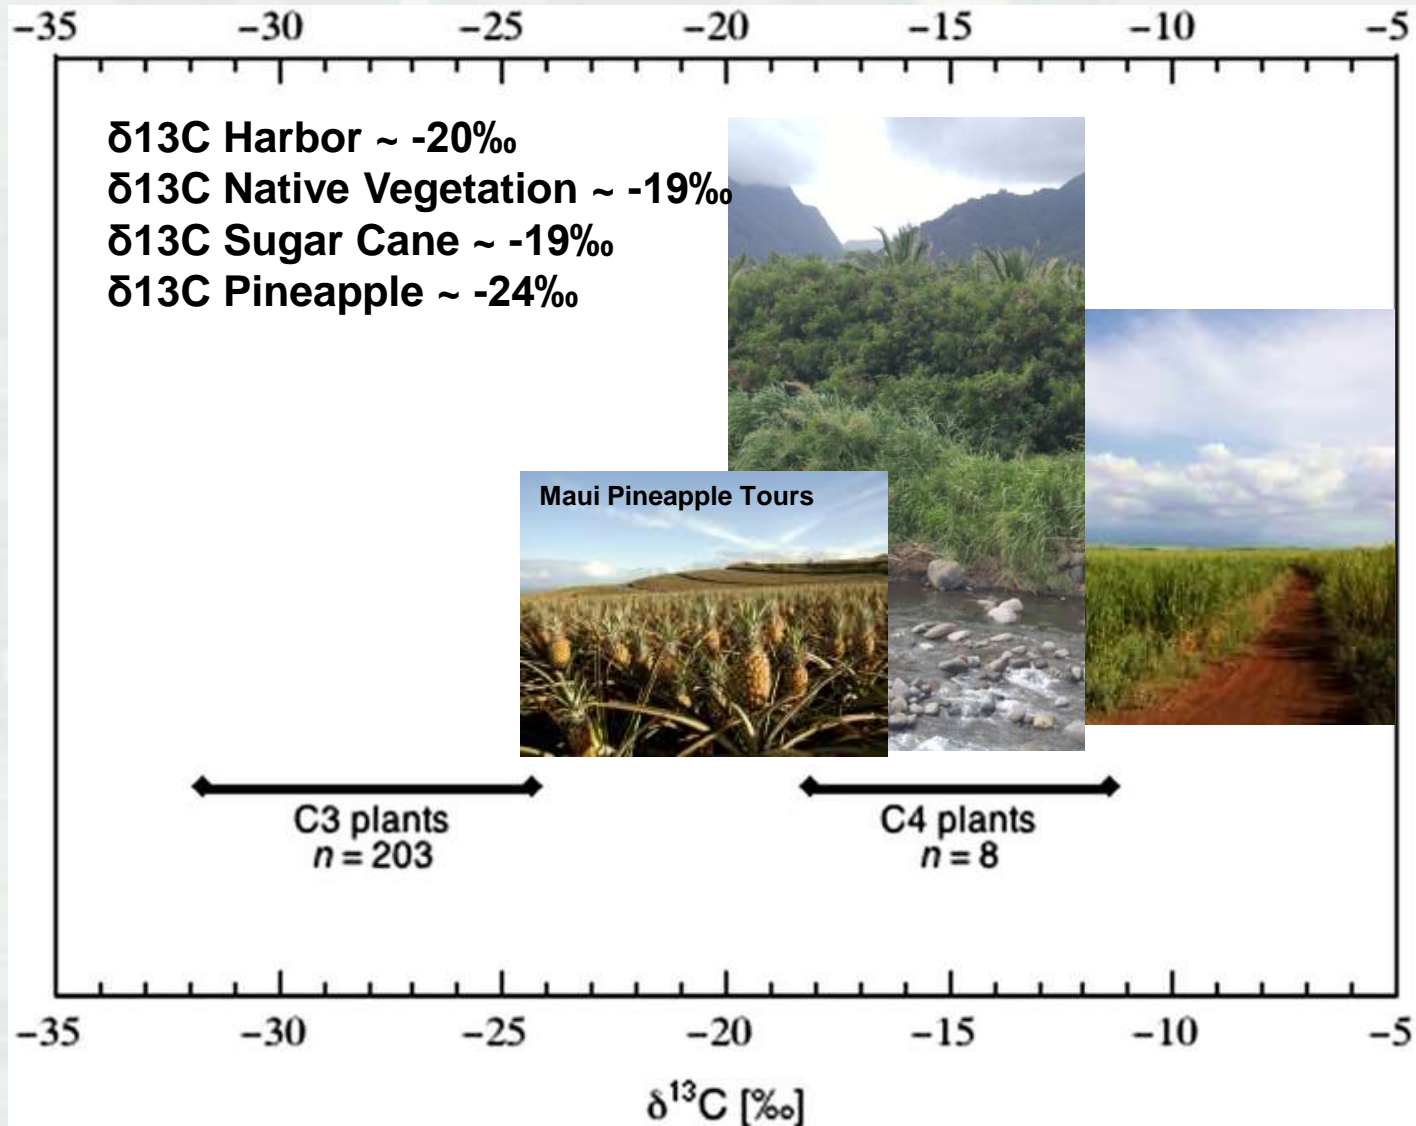 −35 −30 −25 −20 −15 −10 −5
δ13C Harbor ~ -20‰
δ13C Native Vegetation ~ -19‰
δ13C Sugar Cane ~ -19‰
δ13C Pineapple ~ -24‰
Maui Pineapple Tours
C3 plants
n = 203
C4 plants
n = 8
−35 −30 −25 −20 −15 −10 −5
δ¹³C [‰]